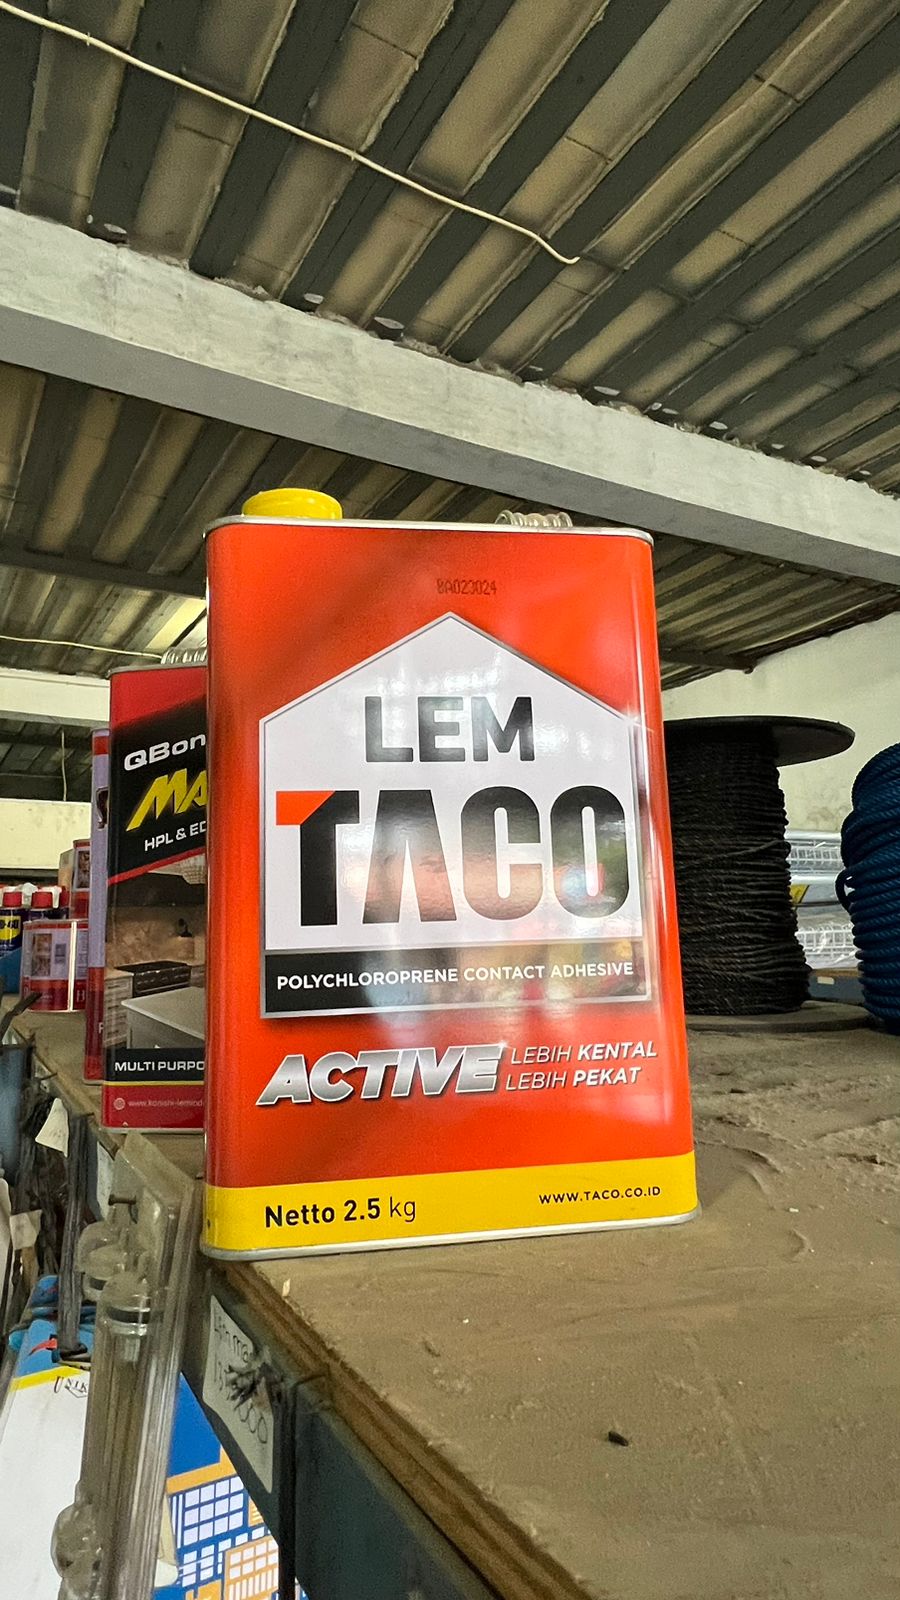 BA023024
LEM
TACO
POLYCHLOROPRENE CONTACT ADHESIVE
ACTIVE
LEBIH KENTAL
LEBIH PEKAT
Netto 2.5 kg
WWW.TACO.CO.ID
QBon
MA
HPL & ED
MULTI PURPO